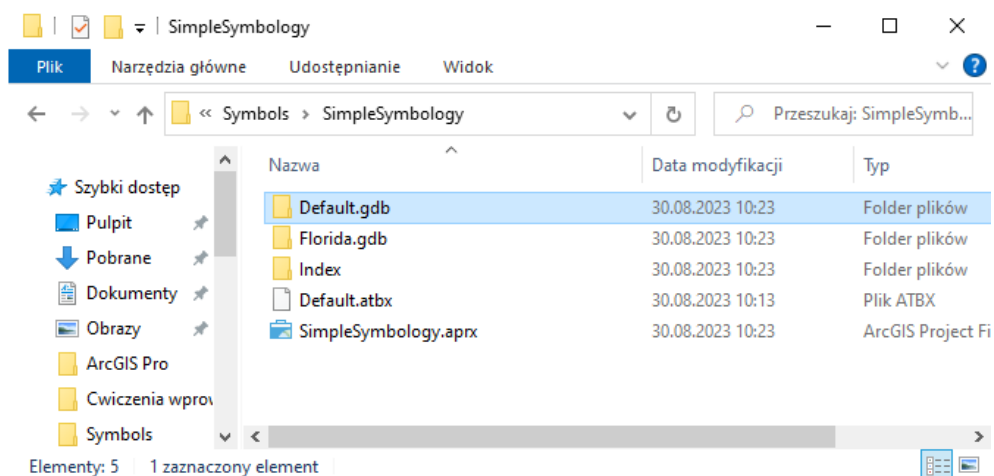 SimpleSymbology
Plik Narzędzia główne Udostępnianie Widok
« Symbols › SimpleSymbology Przeszukaj: SimpleSymb...
Nazwa Data modyfikacji Typ
Szybki dostęp
Pulpit
Pobrane
Dokumenty
Obrazy
ArcGIS Pro
Cwiczenia wprov
Symbols
Default.gdb 30.08.2023 10:23 Folder plików
Florida.gdb 30.08.2023 10:23 Folder plików
Index 30.08.2023 10:23 Folder plików
Default.atbx 30.08.2023 10:13 Plik ATBX
SimpleSymbology.aprx 30.08.2023 10:23 ArcGIS Project Fi
Elementy: 5 1 zaznaczony element